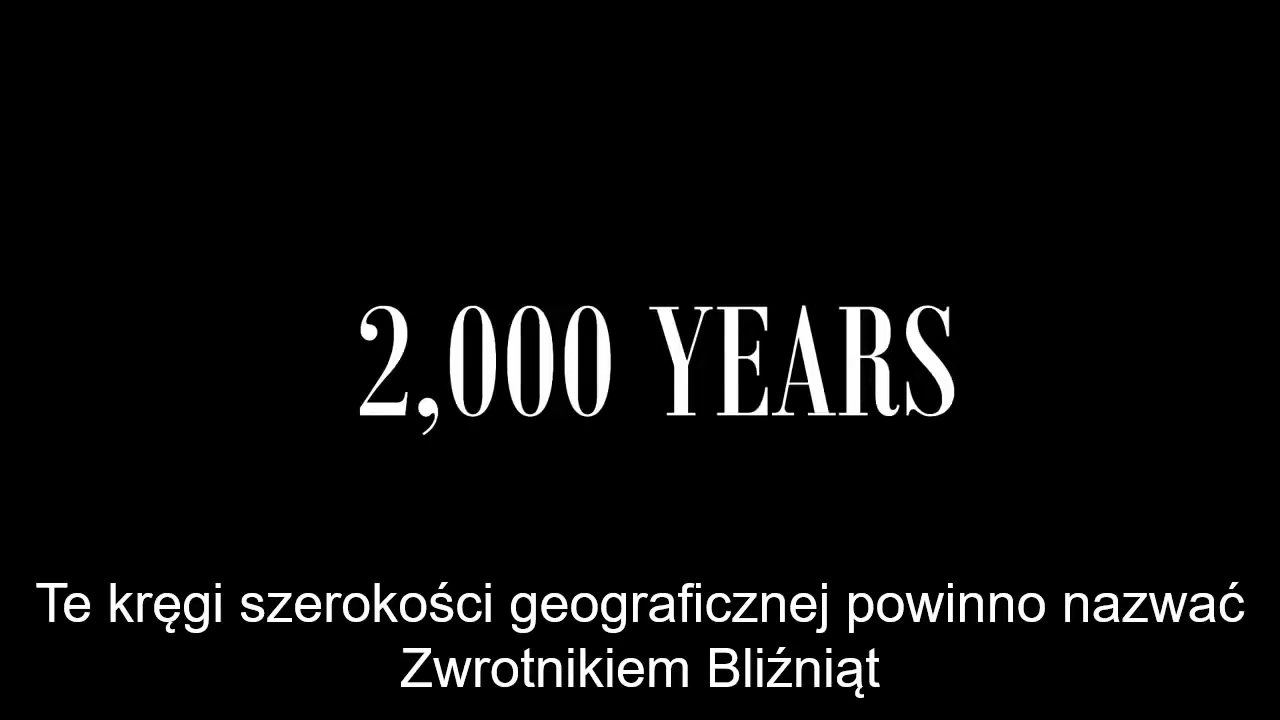 2,000 YEARS
Te kręgi szerokości geograficznej powinno nazwać
Zwrotnikiem Bliźniąt